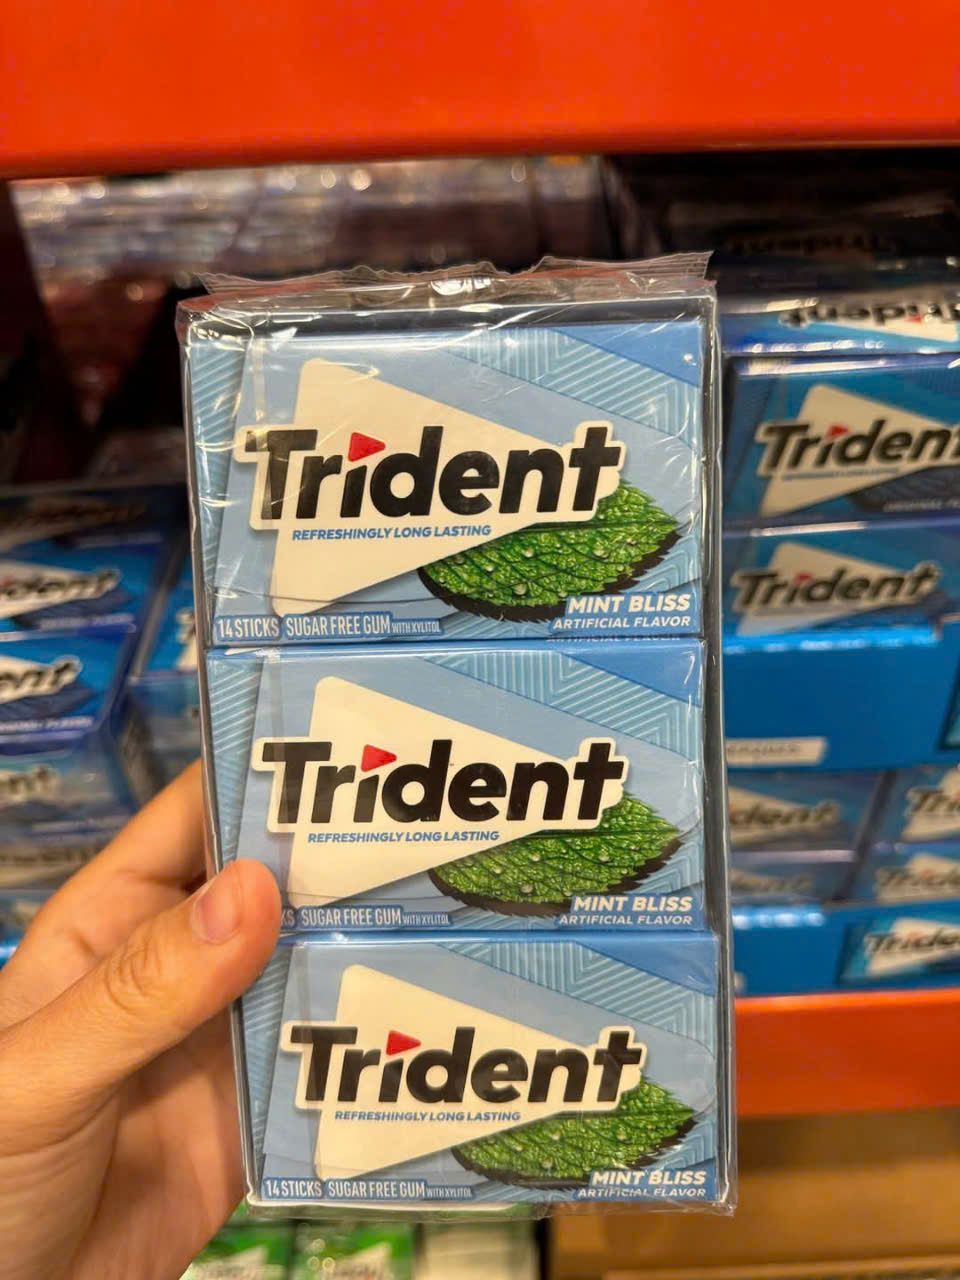 Trident
REFRESHINGLY LONG LASTING
MINT BLISS
ARTIFICIAL FLAVOR
14 STICKS SUGAR FREE GUM WITH XYLITOL
Trident
REFRESHINGLY LONG LASTING
MINT BLISS
ARTIFICIAL FLAVOR
KS SUGAR FREE GUM WITH XYLITOL
Trident
REFRESHINGLY LONG LASTING
MINT BLISS
ARTIFICIAL FLAVOR
14 STICKS SUGAR FREE GUM WITH XYLITOL
Trident
Trident
Trident